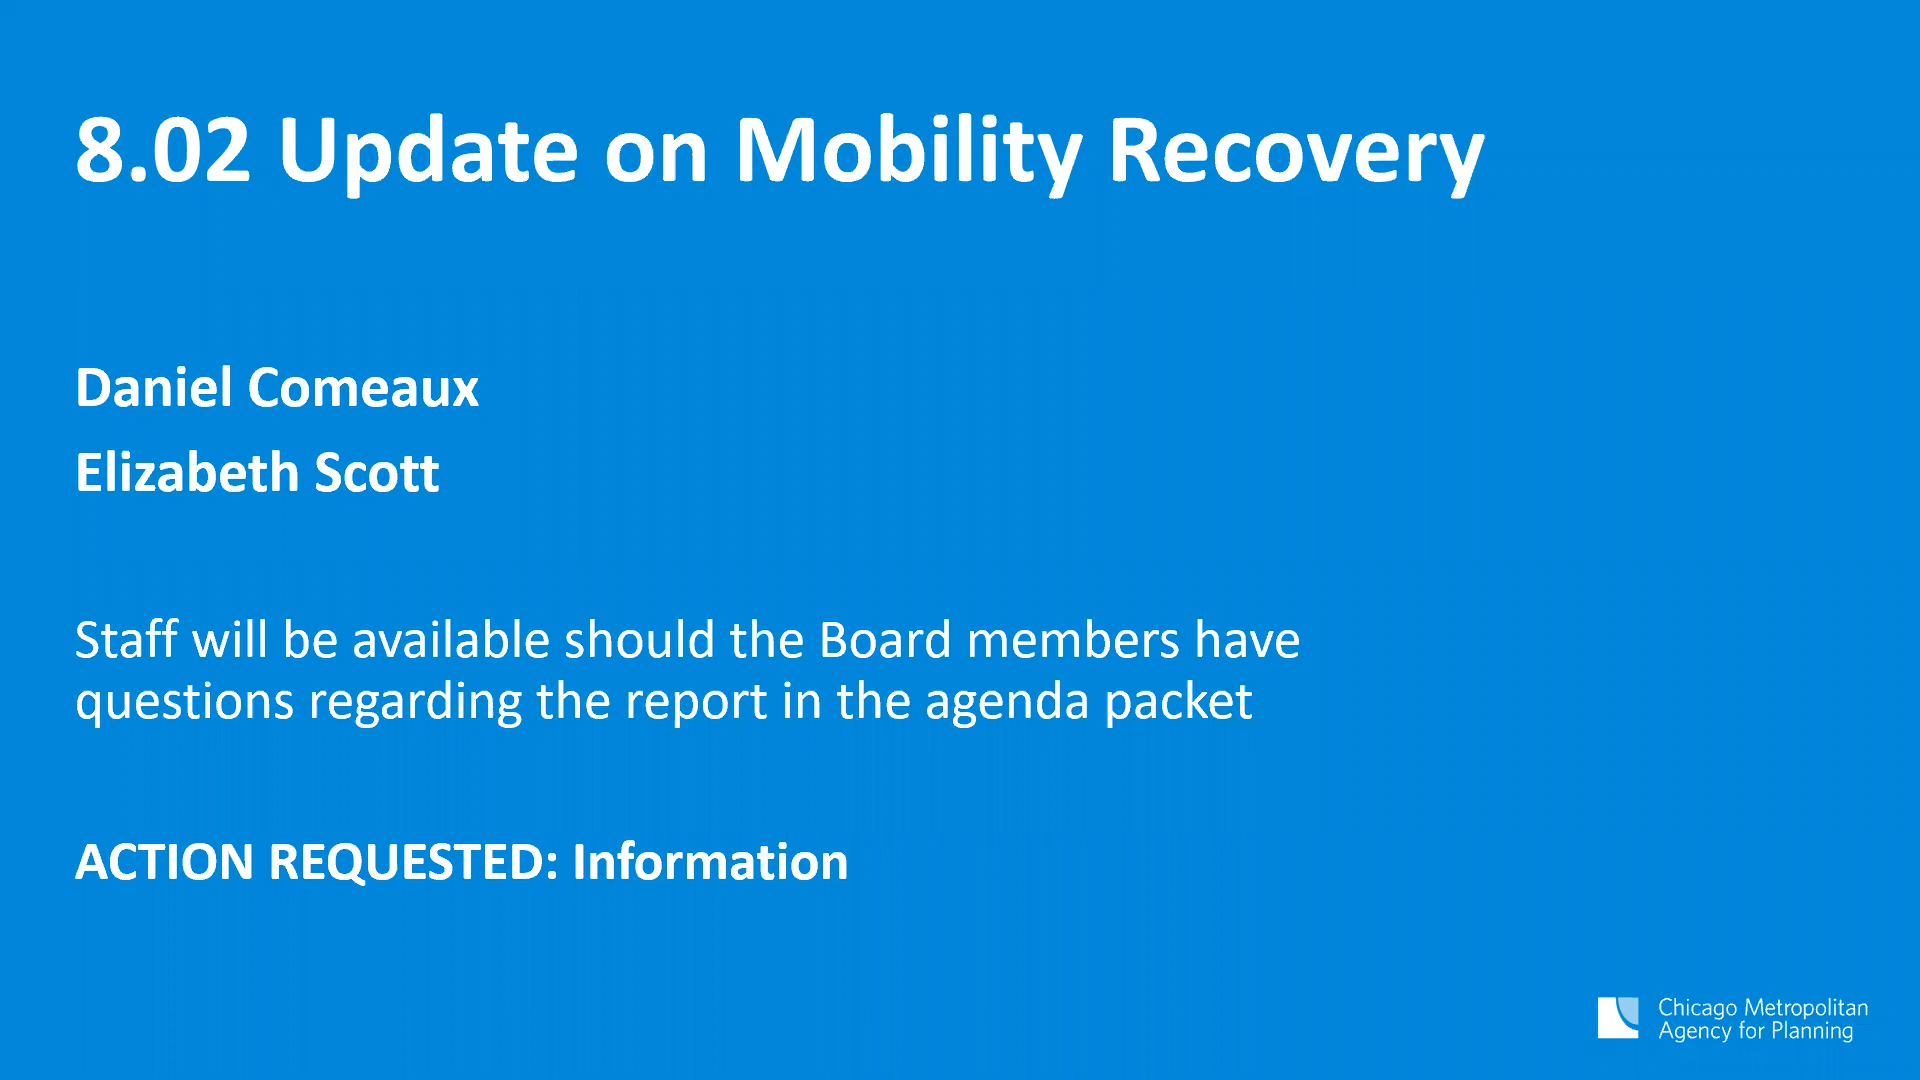 8.02 Update on Mobility Recovery
Daniel Comeaux
Elizabeth Scott
Staff will be available should the Board members have
questions regarding the report in the agenda packet
ACTION REQUESTED: Information
Chicago Metropolitan
Agency for Planning